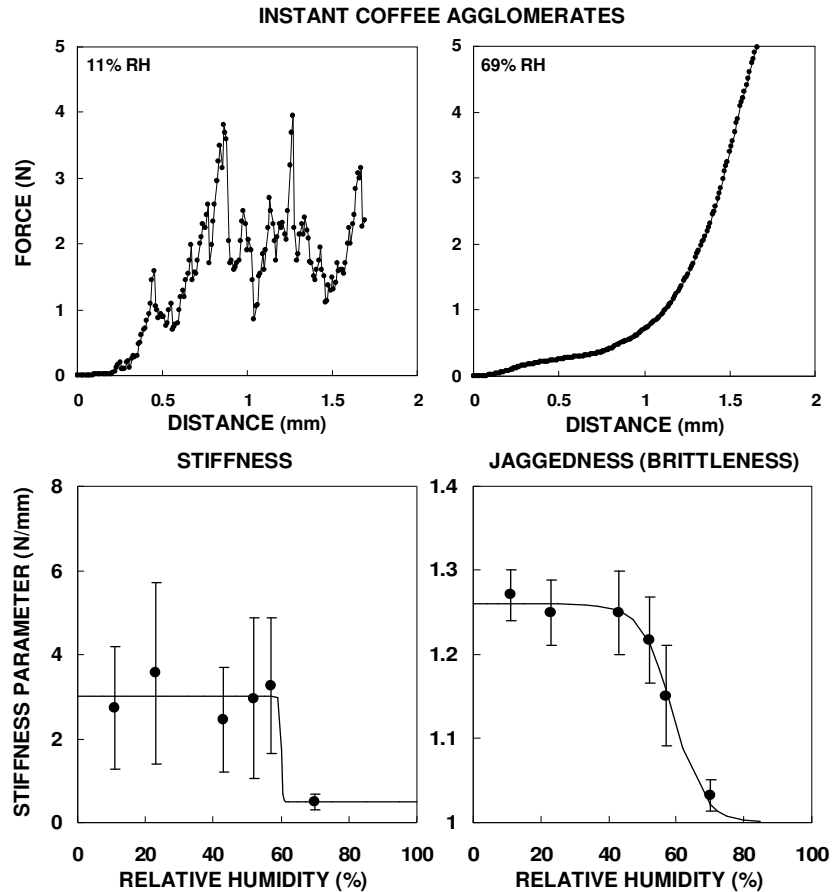 INSTANT COFFEE AGGLOMERATES
11% RH
5
4
3
2
1
0
FORCE (N)
0 0.5 1 1.5 2
DISTANCE (mm)
69% RH
5
4
3
2
1
0
0 0.5 1 1.5 2
DISTANCE (mm)
STIFFNESS
8
6
4
2
0
STIFFNESS PARAMETER (N/mm)
0 20 40 60 80 100
RELATIVE HUMIDITY (%)
JAGGEDNESS (BRITTLENESS)
1.4
1.3
1.2
1.1
1
0 20 40 60 80 100
RELATIVE HUMIDITY (%)